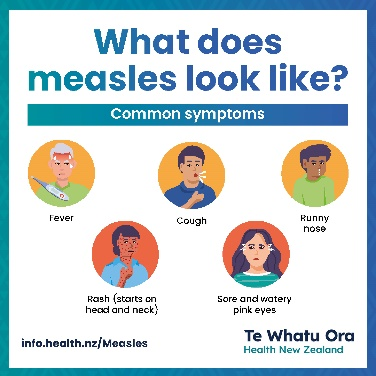 What does
measles look like?
Common symptoms
Fever
Cough
Runny
nose
Rash (starts on
head and neck)
Sore and watery
pink eyes
info.health.nz/Measles
Te Whatu Ora
Health New Zealand